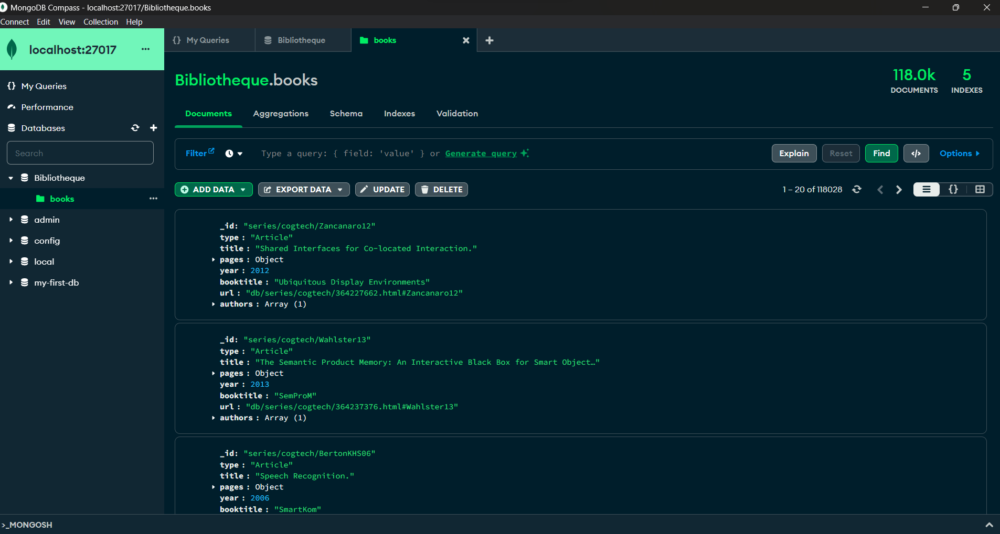 MongoDB Compass - localhost:27017/Bibliotheque.books
Connect Edit View Collection Help
localhost:27017 ...
{} My Queries
Bibliotheque
books
{} My Queries
Performance
Databases
Search
Bibliotheque
books ...
admin
config
local
my-first-db
Bibliotheque.books
118.0k
DOCUMENTS
5
INDEXES
Documents Aggregations Schema Indexes Validation
Filter Type a query: { field: 'value' } or Generate query Explain Reset Find </> Options
ADD DATA EXPORT DATA UPDATE DELETE 1 – 20 of 118028 {}
_id: "series/cogtech/Zancanaro12"
type : "Article"
title : "Shared Interfaces for Co-located Interaction."
pages : Object
year : 2012
booktitle : "Ubiquitous Display Environments"
url : "db/series/cogtech/364227662.html#Zancanaro12"
authors : Array (1)
_id: "series/cogtech/Wahlster13"
type : "Article"
title : "The Semantic Product Memory: An Interactive Black Box for Smart Object…"
pages : Object
year : 2013
booktitle : "SemProM"
url : "db/series/cogtech/364237376.html#Wahlster13"
authors : Array (1)
_id: "series/cogtech/BertonKHS06"
type : "Article"
title : "Speech Recognition."
pages : Object
year : 2006
booktitle : "SmartKom"
>_MONGOSH